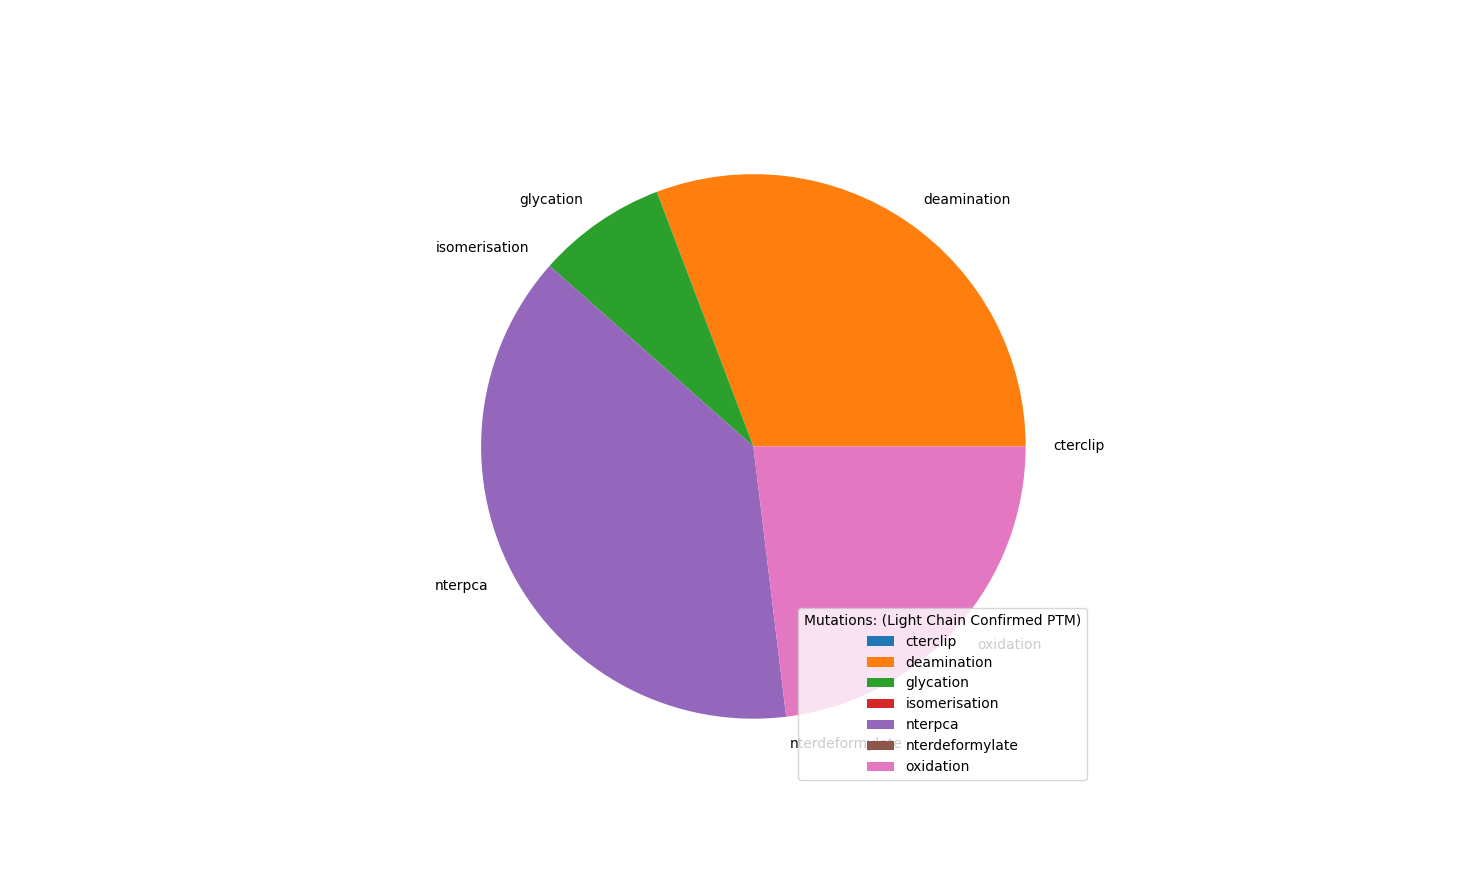 deamination
glycation
isomerisation
cterclip
nterpca
oxidation
nterdeformylate
Mutations: (Light Chain Confirmed PTM)
cterclip
deamination
glycation
isomerisation
nterpca
nterdeformylate
oxidation